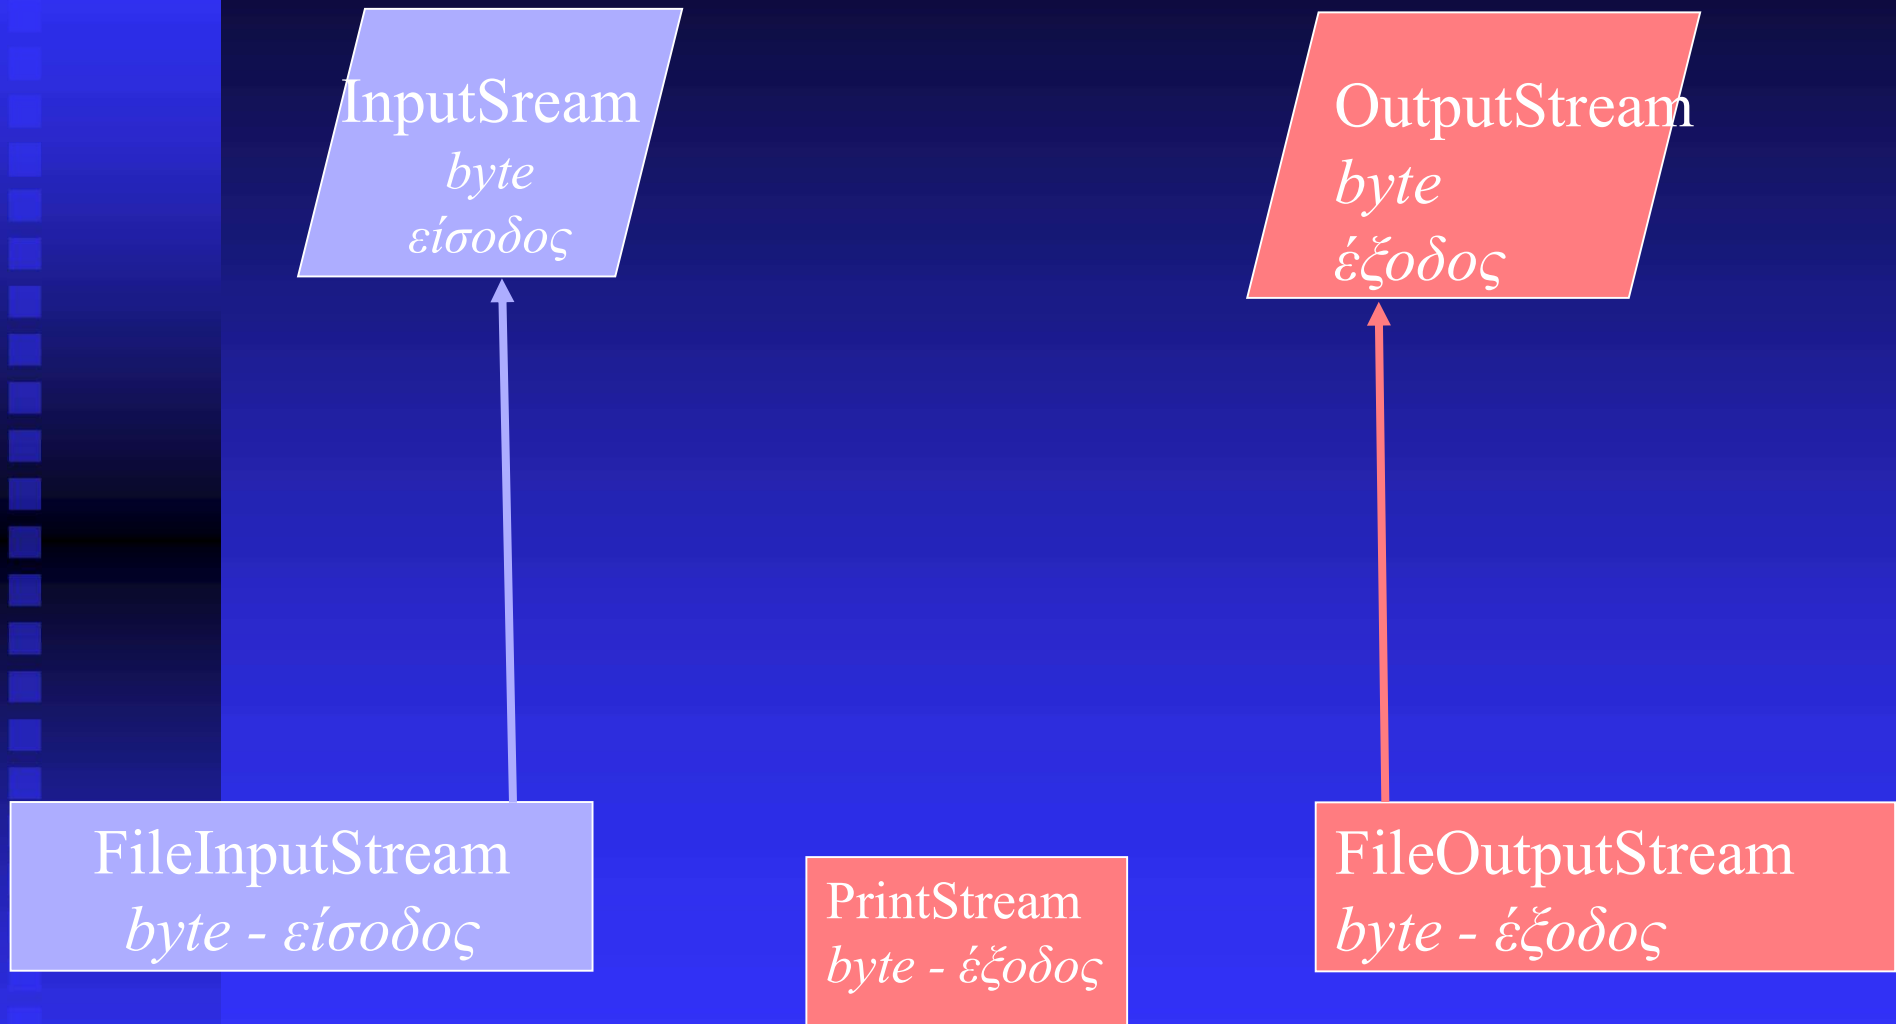 InputSream
byte
είσοδος
OutputStream
byte
έξοδος
FileInputStream
byte - είσοδος
PrintStream
byte - έξοδος
FileOutputStream
byte - έξοδος